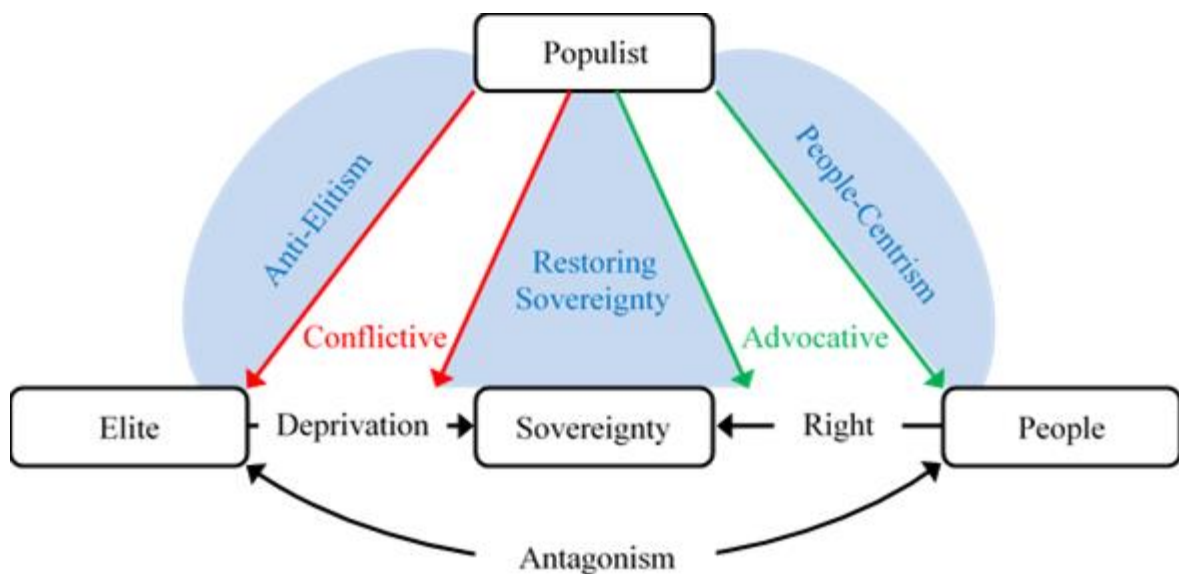 Populist
Anti-Elitism
People-Centrism
Restoring
Sovereignty
Conflictive
Advocative
Elite
Deprivation
Sovereignty
Right
People
Antagonism